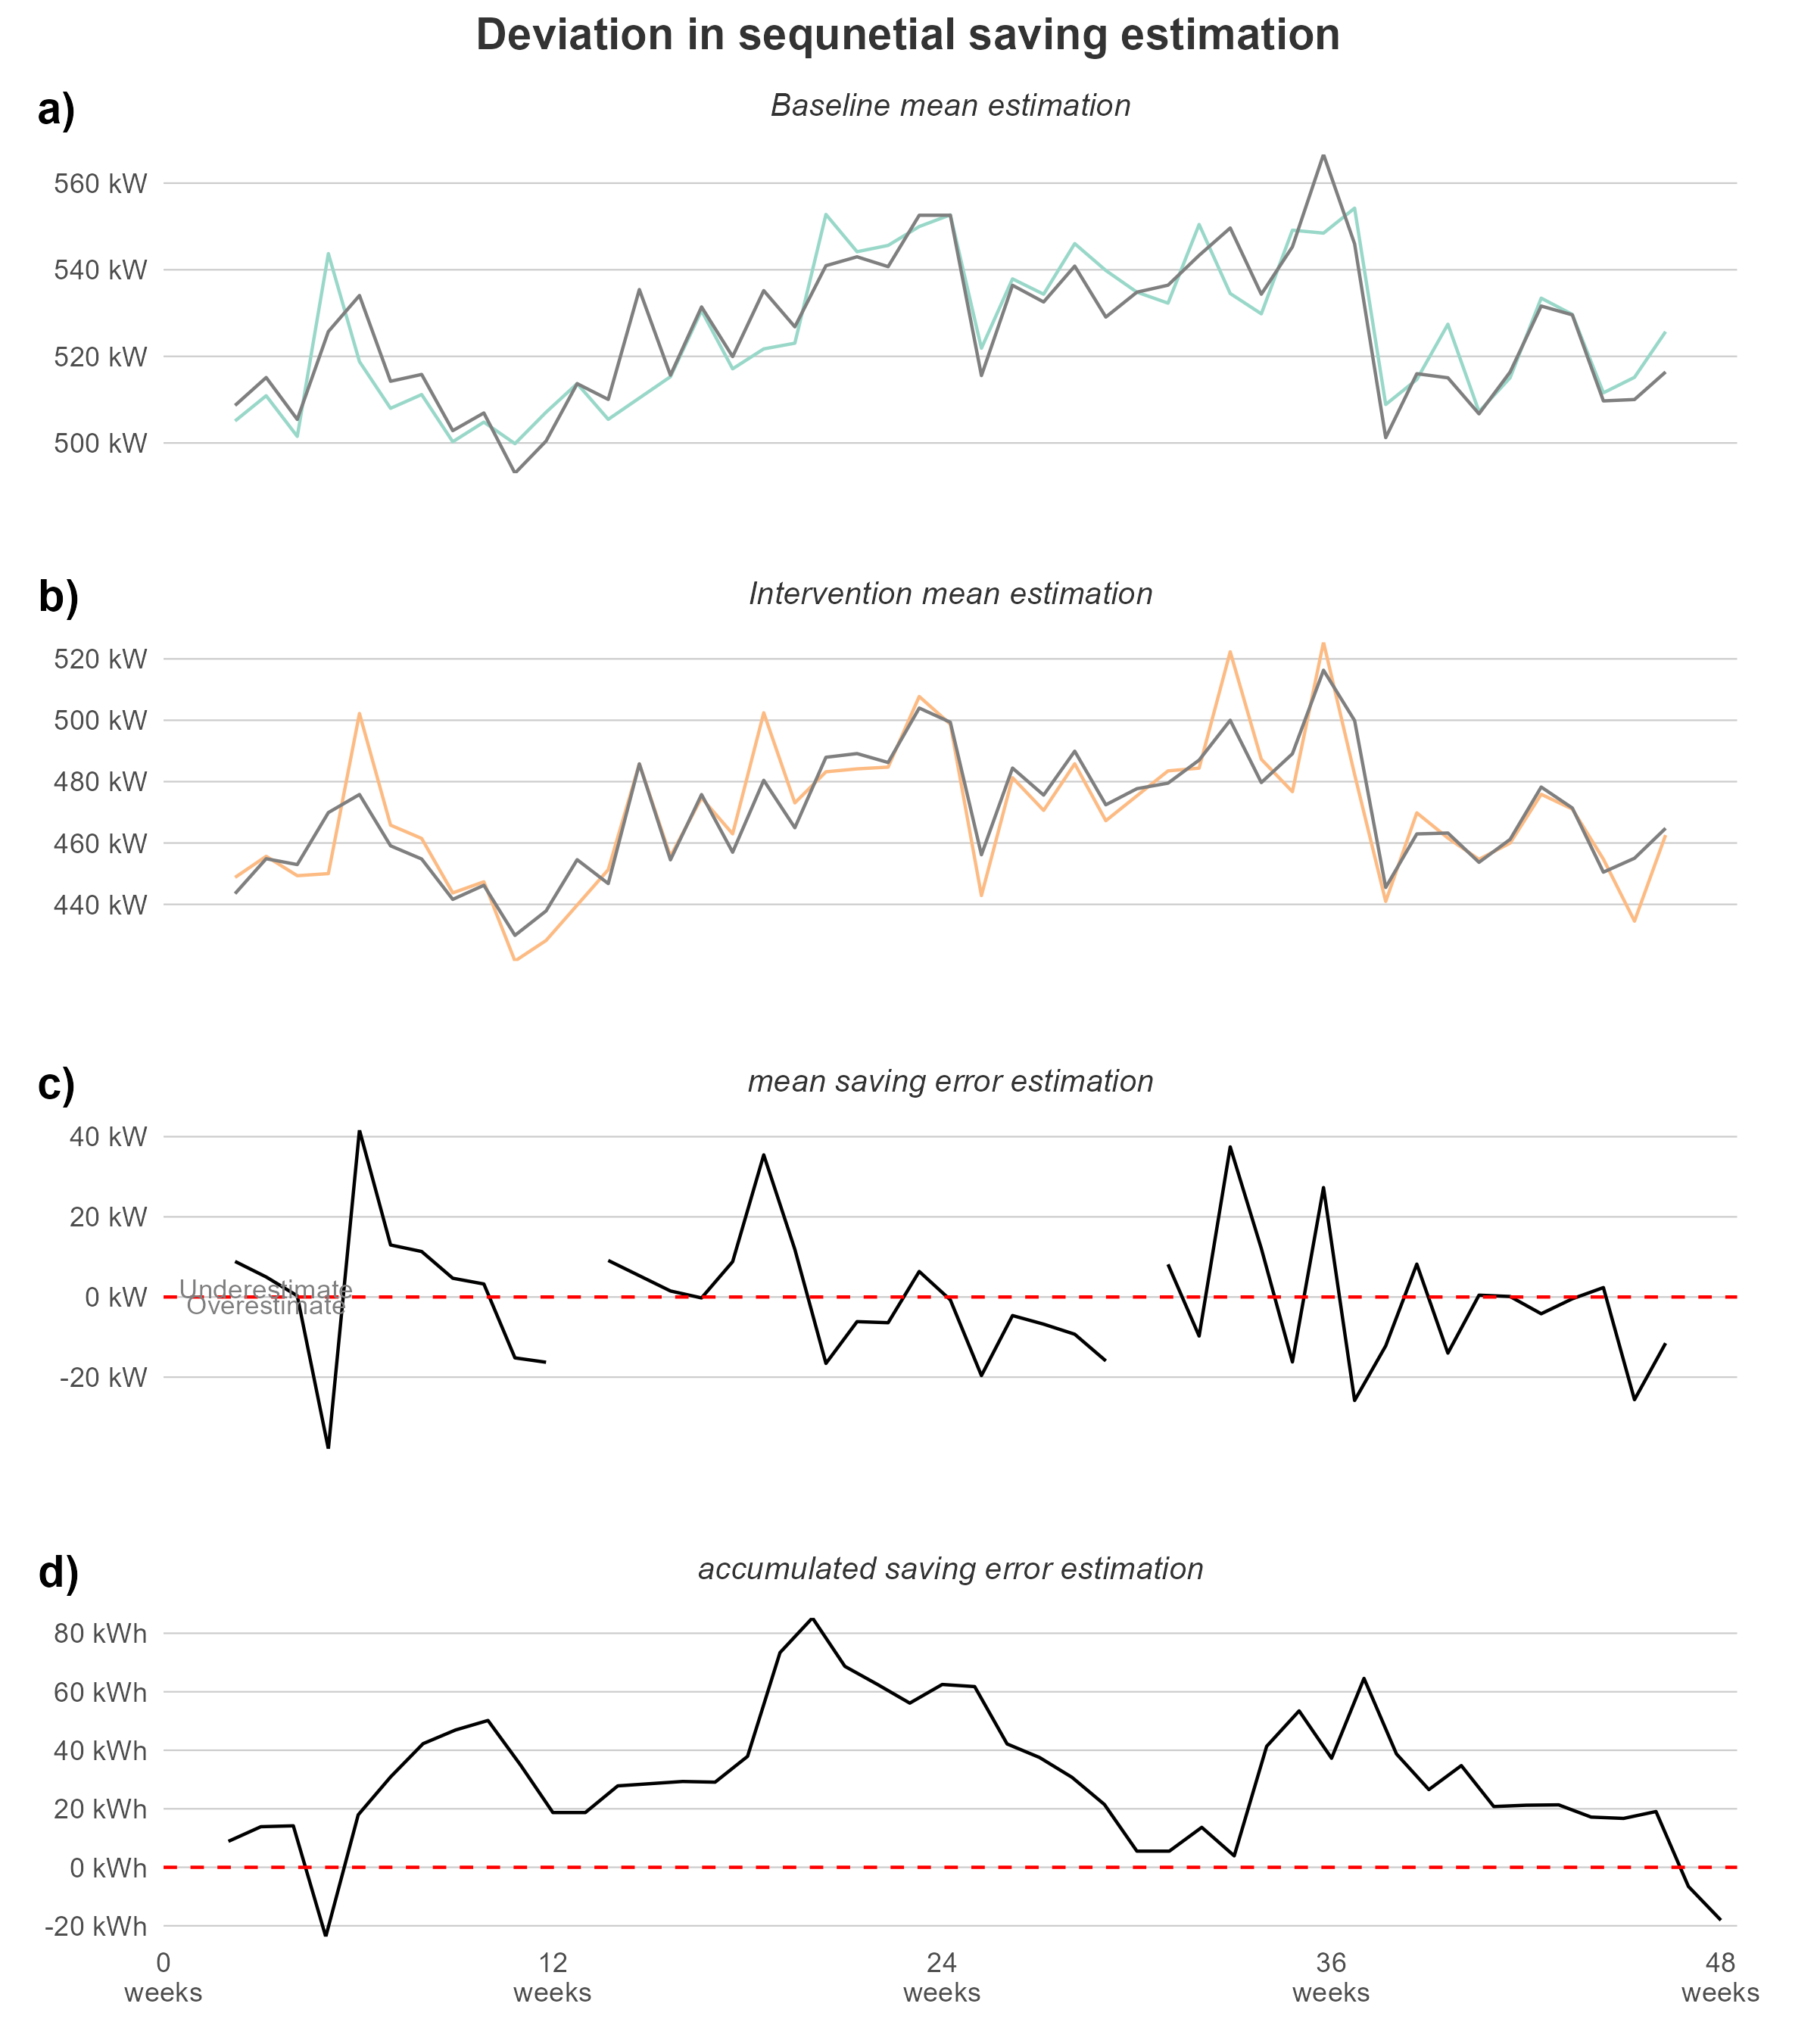 Deviation in sequnetial saving estimation
a)
Baseline mean estimation
560 kW
540 kW
520 kW
500 kW
b)
Intervention mean estimation
520 kW
500 kW
480 kW
460 kW
440 kW
c)
mean saving error estimation
40 kW
20 kW
0 kW
-20 kW
Underestimate
Overestimate
d)
accumulated saving error estimation
80 kWh
60 kWh
40 kWh
20 kWh
0 kWh
-20 kWh
0 12 24 36 48
weeks weeks weeks weeks weeks